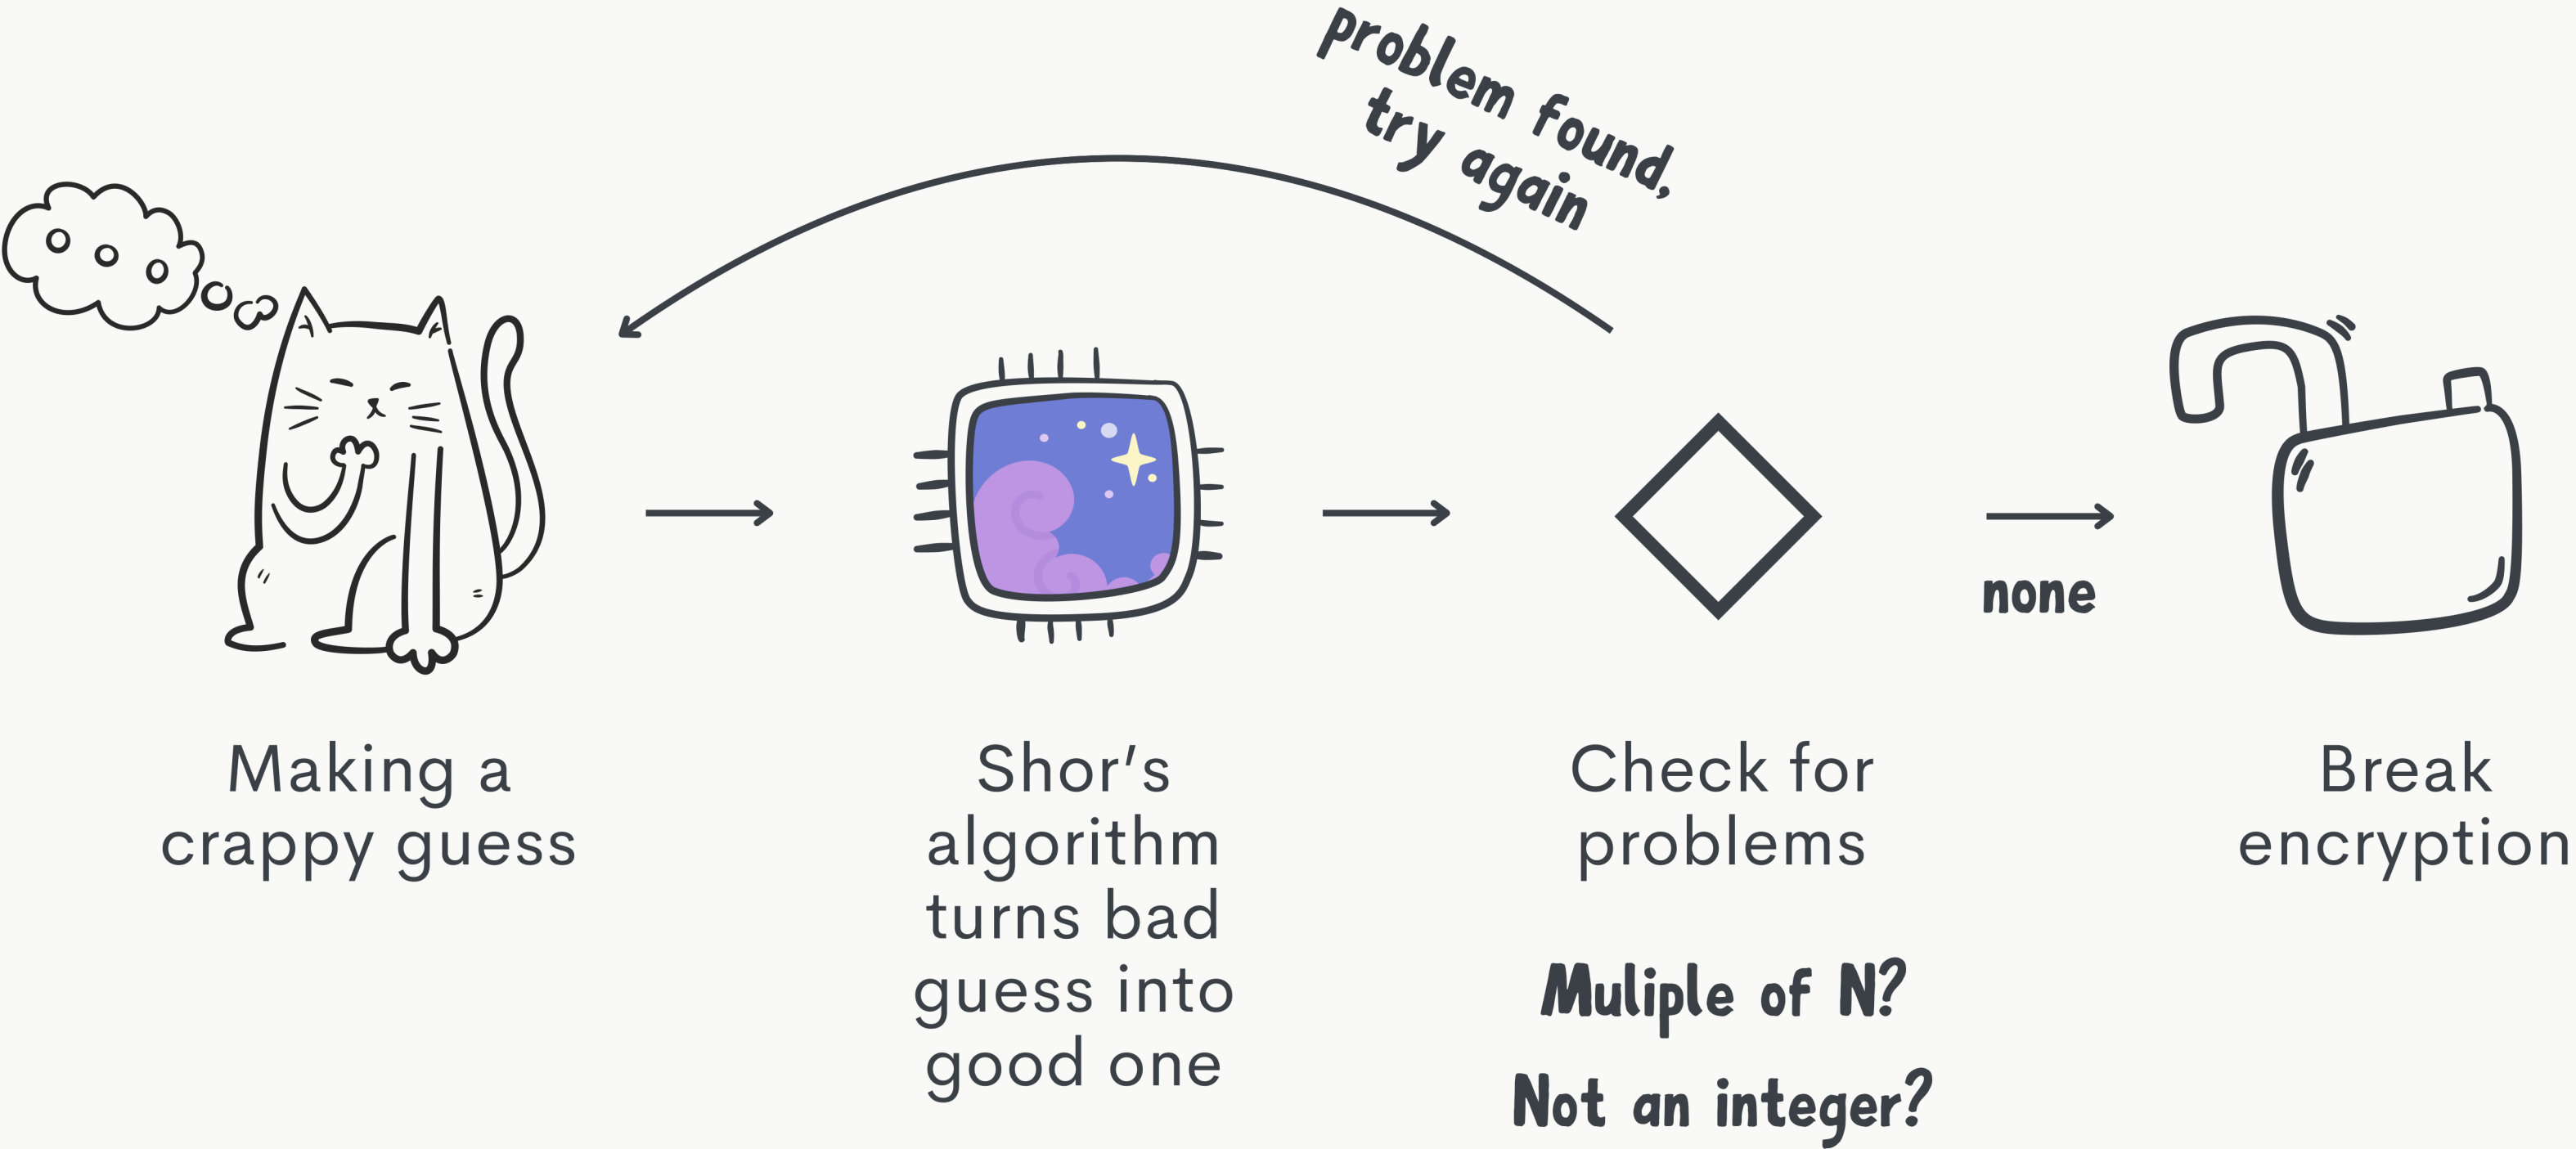 problem found,
try again
none
Making a
crappy guess
Shor's
algorithm
turns bad
guess into
good one
Check for
problems
Muliple of N?
Not an integer?
Break
encryption